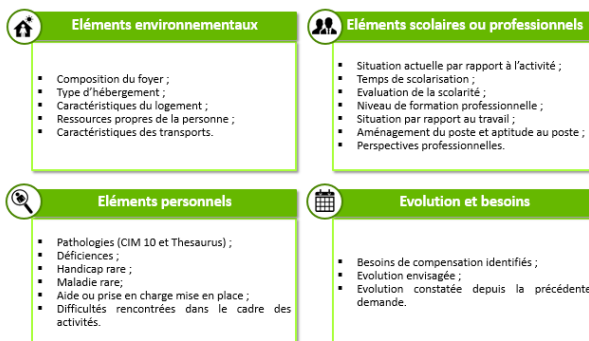 Eléments environnementaux
▪ Composition du foyer ;
▪ Type d'hébergement ;
▪ Caractéristiques du logement ;
▪ Ressources propres de la personne ;
▪ Caractéristiques des transports.
Eléments scolaires ou professionnels
▪ Situation actuelle par rapport à l'activité ;
▪ Temps de scolarisation ;
▪ Evaluation de la scolarité ;
▪ Niveau de formation professionnelle ;
▪ Situation par rapport au travail ;
▪ Aménagement du poste et aptitude au poste ;
▪ Perspectives professionnelles.
Eléments personnels
▪ Pathologies (CIM 10 et Thesaurus) ;
▪ Déficiences ;
▪ Handicap rare ;
▪ Maladie rare;
▪ Aide ou prise en charge mise en place ;
▪ Difficultés rencontrées dans le cadre des
activités.
Evolution et besoins
▪ Besoins de compensation identifiés ;
▪ Evolution envisagée ;
▪ Evolution constatée depuis la précédente
demande.